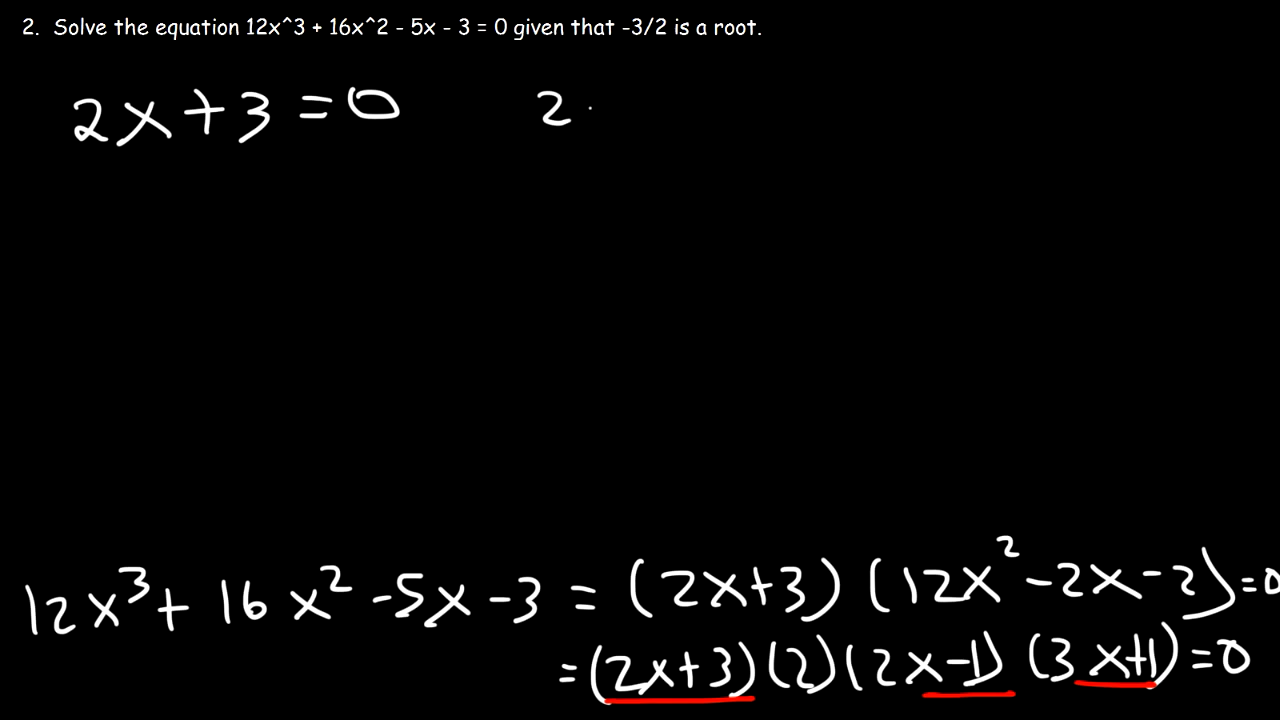 2. Solve the equation 12x^3 + 16x^2 - 5x - 3 = 0 given that -3/2 is a root.
2x+3=0 2
12x³+16x²-5x-3=(2x+3)(12x²-2x-2)=0
=(2x+3)(2)(2x-1)(3x+1)=0